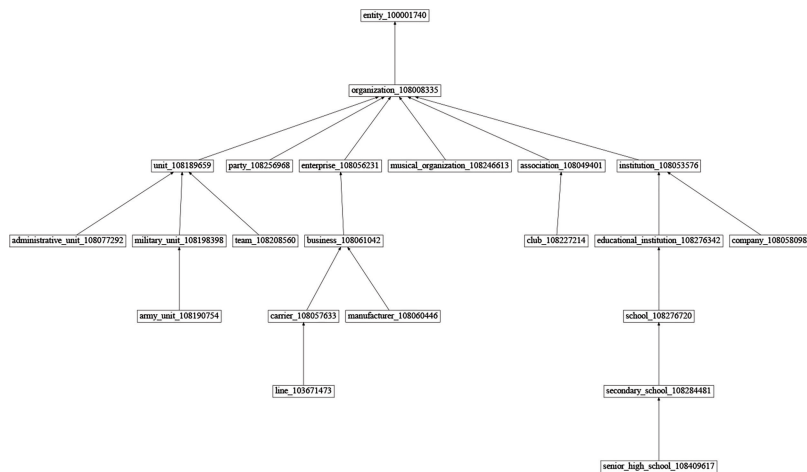 entity_100001740
organization_108008335
unit_108189659
party_108256968
enterprise_108056231
musical_organization_108246613
association_108049401
institution_108053576
administrative_unit_108077292
military_unit_108198398
team_108208560
business_108061042
club_108227214
educational_institution_108276342
company_108058098
army_unit_108190754
carrier_108057633
manufacturer_108060446
school_108276720
line_103671473
secondary_school_108284481
senior_high_school_108409617